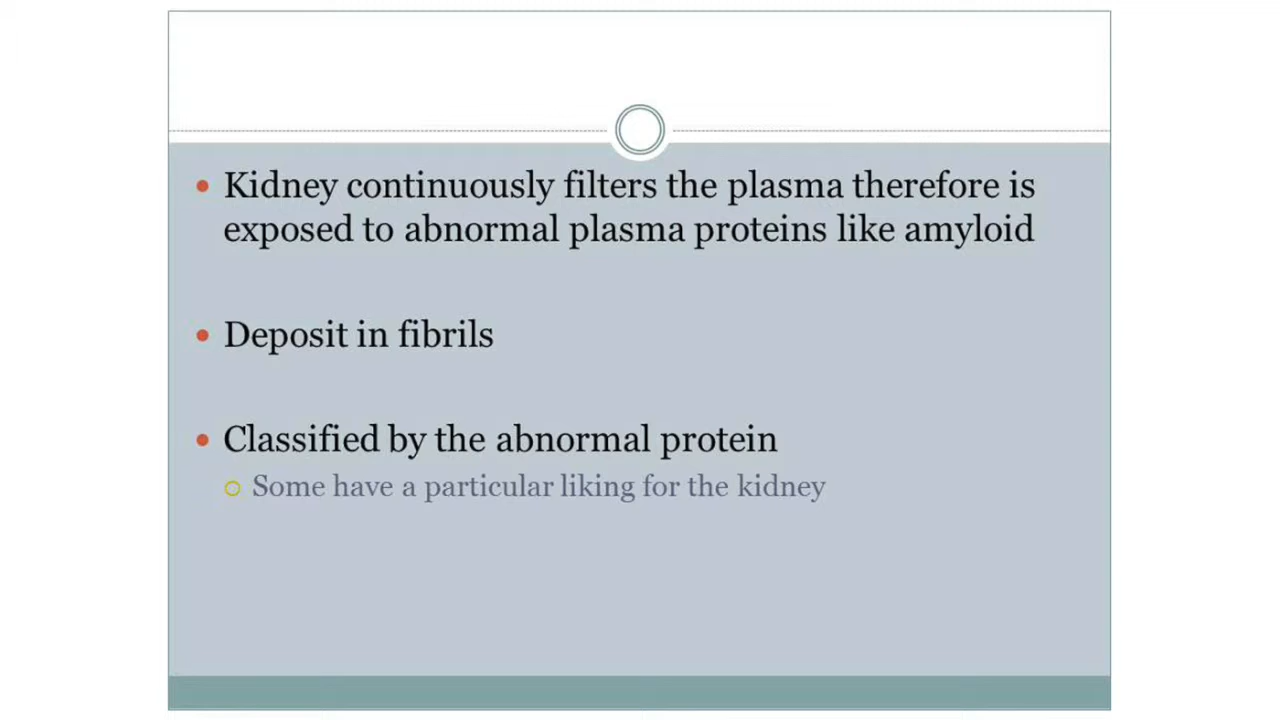 Kidney continuously filters the plasma therefore is
exposed to abnormal plasma proteins like amyloid
Deposit in fibrils
Classified by the abnormal protein
Some have a particular liking for the kidney